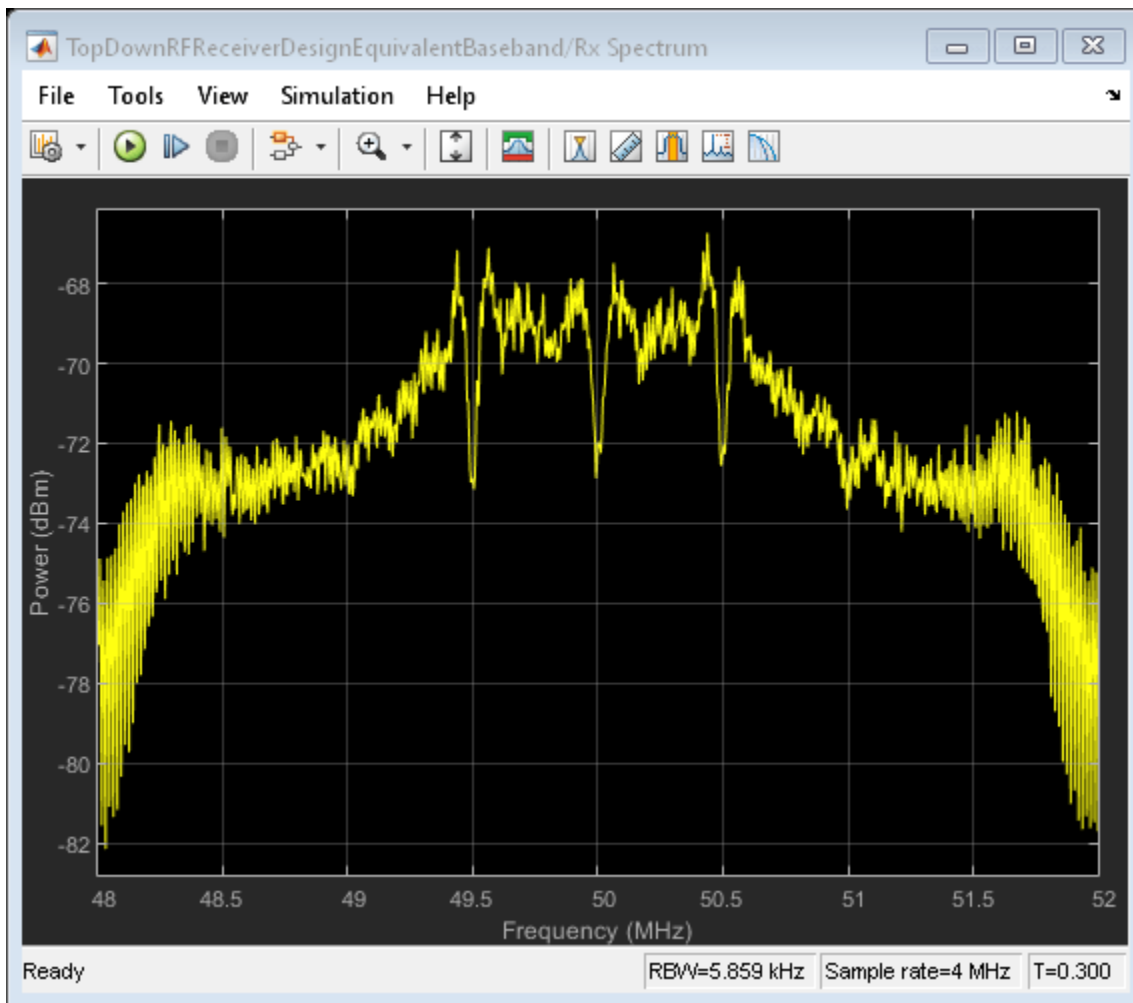 TopDownRFReceiverDesignEquivalentBaseband/Rx Spectrum
File Tools View Simulation Help
Power (dBm)
-68
-70
-72
-74
-76
-78
-80
-82
48 48.5 49 49.5 50 50.5 51 51.5 52
Frequency (MHz)
Ready RBW=5.859 kHz Sample rate=4 MHz T=0.300